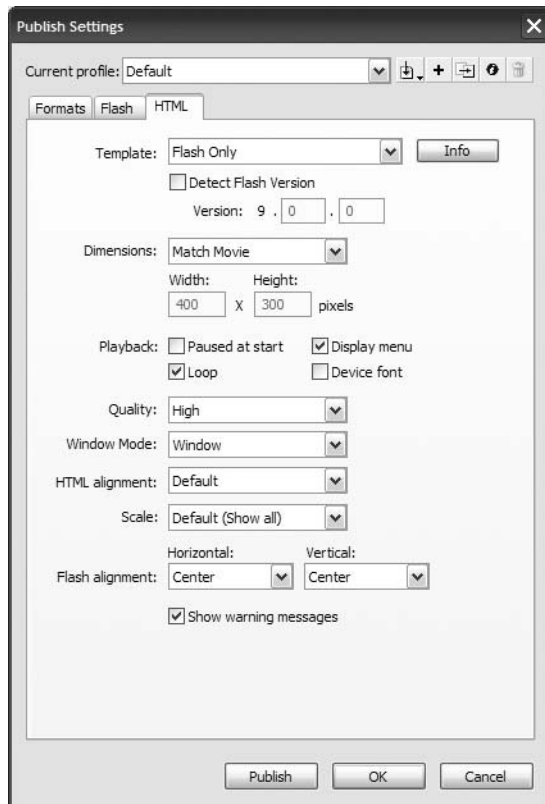 Publish Settings
Current profile: Default
Formats Flash HTML
Template: Flash Only Info
Detect Flash Version
Version: 9 . 0 . 0
Dimensions: Match Movie
Width: Height:
400 X 300 pixels
Playback: Paused at start Display menu
Loop Device font
Quality: High
Window Mode: Window
HTML alignment: Default
Scale: Default (Show all)
Horizontal: Vertical:
Flash alignment: Center Center
Show warning messages
Publish OK Cancel